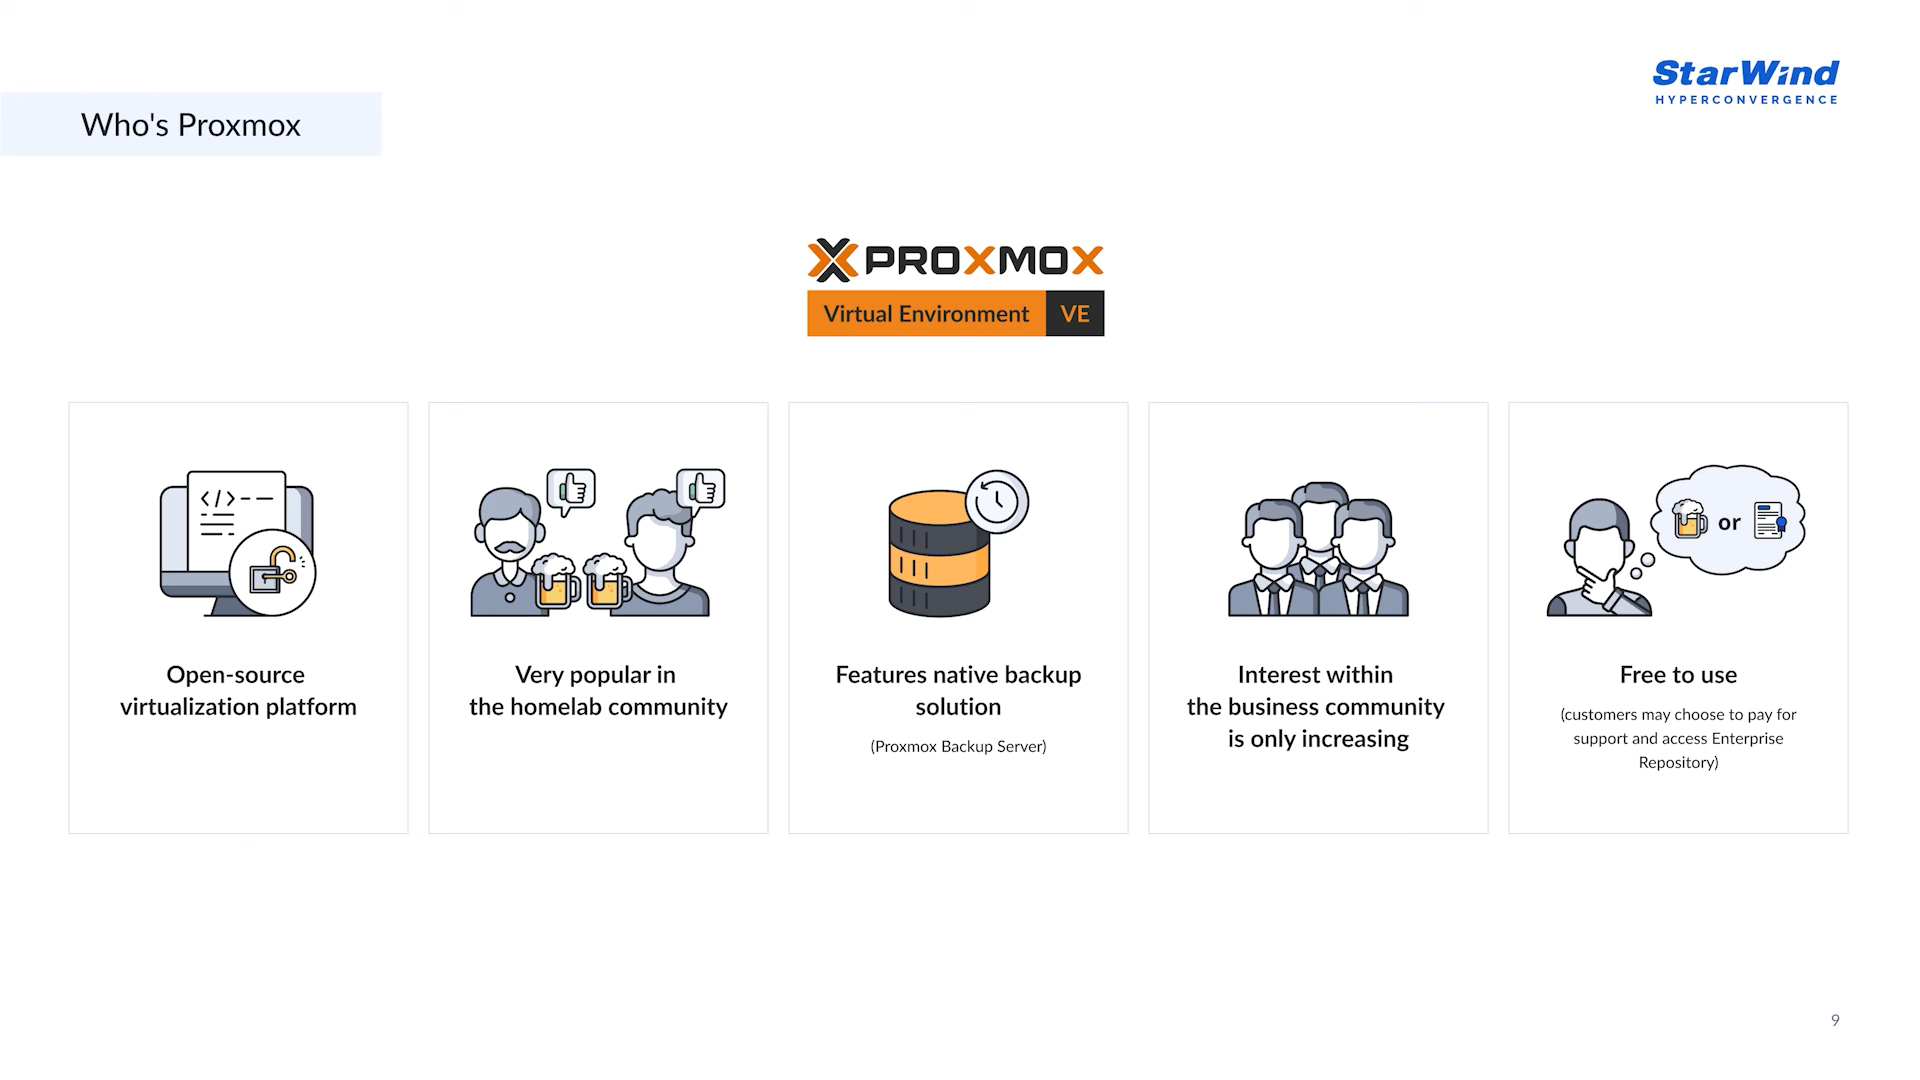 StarWind
HYPERCONVERGENCE
Who's Proxmox
PROXMOX
Virtual Environment VE
</> – –
or
Open-source
virtualization platform
Very popular in
the homelab community
Features native backup
solution
(Proxmox Backup Server)
Interest within
the business community
is only increasing
Free to use
(customers may choose to pay for
support and access Enterprise
Repository)
9